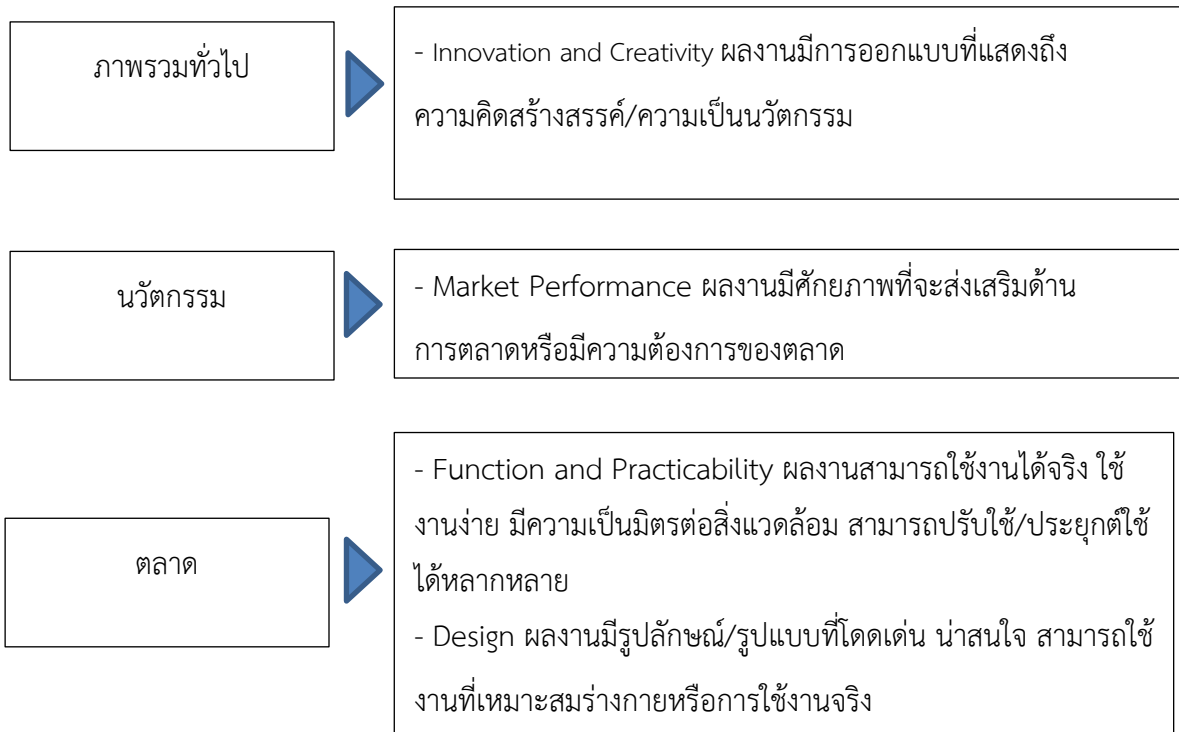 ภาพรวมทั่วไป
- Innovation and Creativity ผลงานมีการออกแบบที่แสดงถึง
ความคิดสร้างสรรค์/ความเป็นนวัตกรรม
นวัตกรรม
- Market Performance ผลงานมีศักยภาพที่จะส่งเสริมด้าน
การตลาดหรือมีความต้องการของตลาด
ตลาด
- Function and Practicability ผลงานสามารถใช้งานได้จริง ใช้
งานง่าย มีความเป็นมิตรต่อสิ่งแวดล้อม สามารถปรับใช้/ประยุกต์ใช้
ได้หลากหลาย
- Design ผลงานมีรูปลักษณ์/รูปแบบที่โดดเด่น น่าสนใจ สามารถใช้
งานที่เหมาะสมร่างกายหรือการใช้งานจริง